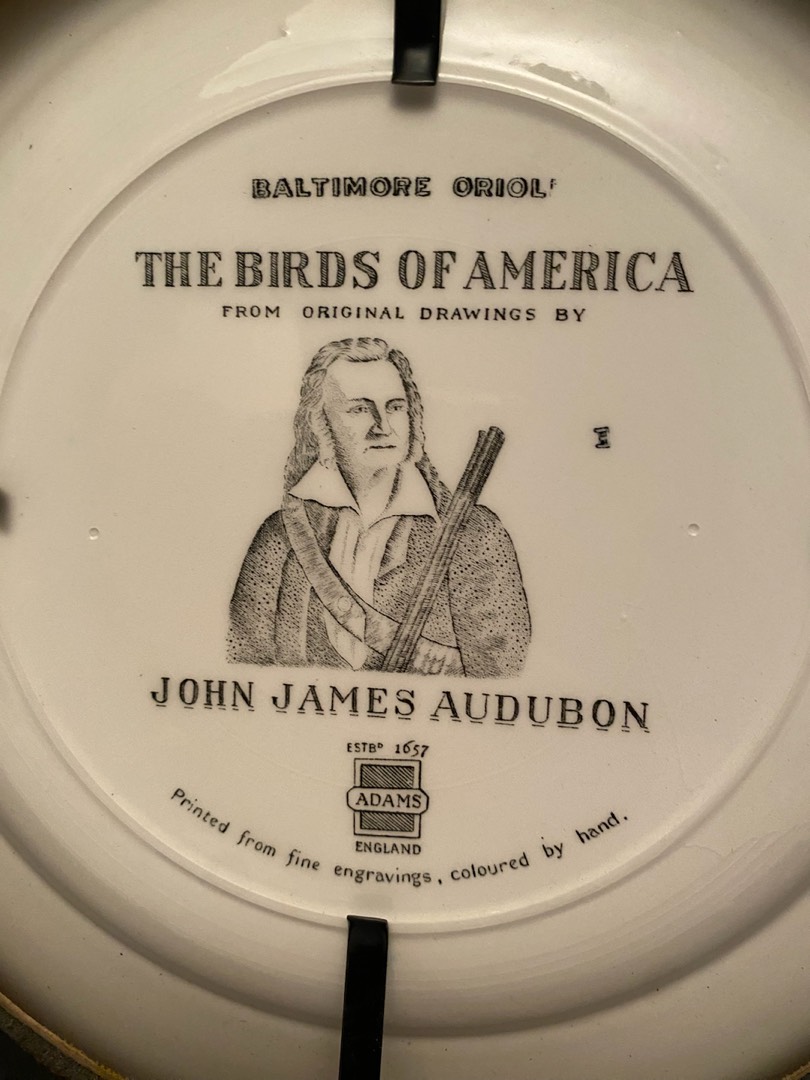 BALTIMORE ORIOL
THE BIRDS OF AMERICA
FROM ORIGINAL DRAWINGS BY
JOHN JAMES AUDUBON
ESTBD 1657
ADAMS
ENGLAND
Printed from fine engravings, coloured by hand.